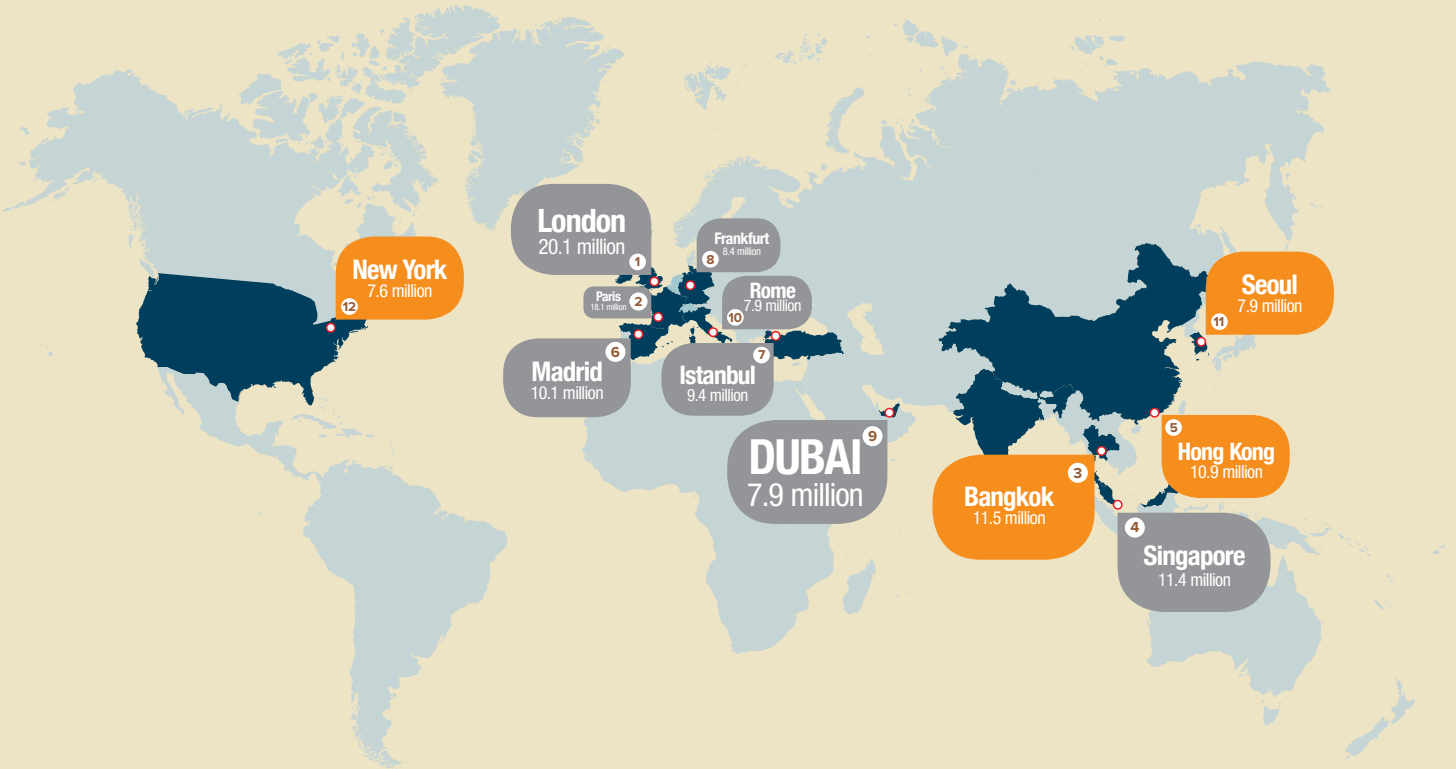 London
20.1 million
1
Frankfurt
8.4 million
8
New York
7.6 million
12
Paris
18.1 million
2
Rome
7.9 million
10
Seoul
7.9 million
11
Madrid
10.1 million
6
Istanbul
9.4 million
7
DUBAI
7.9 million
9
Hong Kong
10.9 million
5
Bangkok
11.5 million
3
Singapore
11.4 million
4